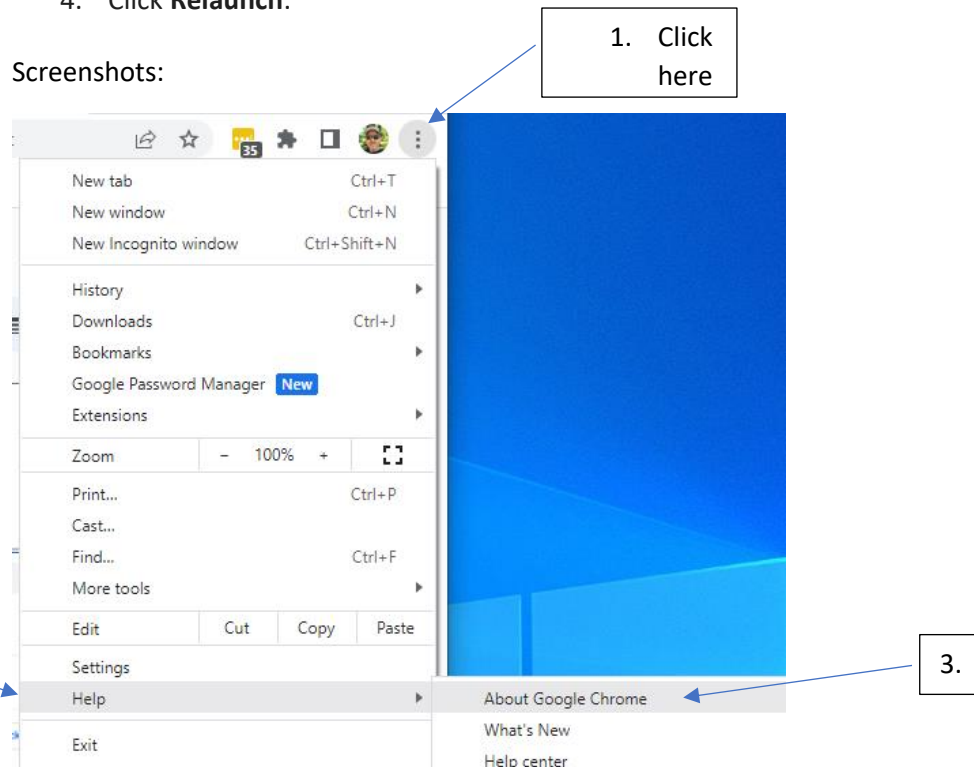 4. Click Relaunch.
1. Click
here
Screenshots:
35
New tab Ctrl+T
New window Ctrl+N
New Incognito window Ctrl+Shift+N
History
Downloads Ctrl+J
Bookmarks
Google Password Manager New
Extensions
Zoom - 100% +
Print... Ctrl+P
Cast...
Find... Ctrl+F
More tools
Edit Cut Copy Paste
Settings
3.
Help About Google Chrome
What's New
Exit
Help center